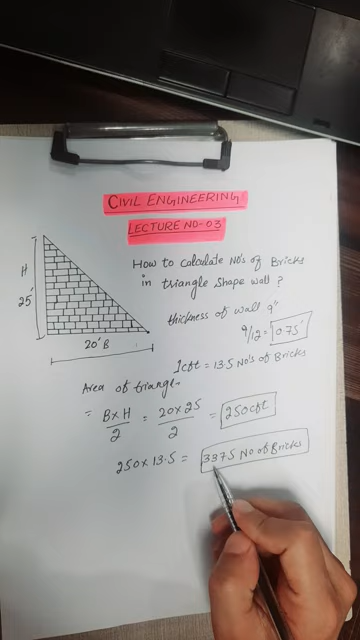 CIVIL ENGINEERING
LECTURE NO-03
How to calculate No's of Bricks
in triangle shape wall ?
thickness of wall 9"
9/12 = 0.75'
H
25'
20' B
1cft = 13.5 No's of Bricks
Area of triangle
= B×H/2 = 20×25/2 = 250cft
250×13.5 = 3375 No of Bricks